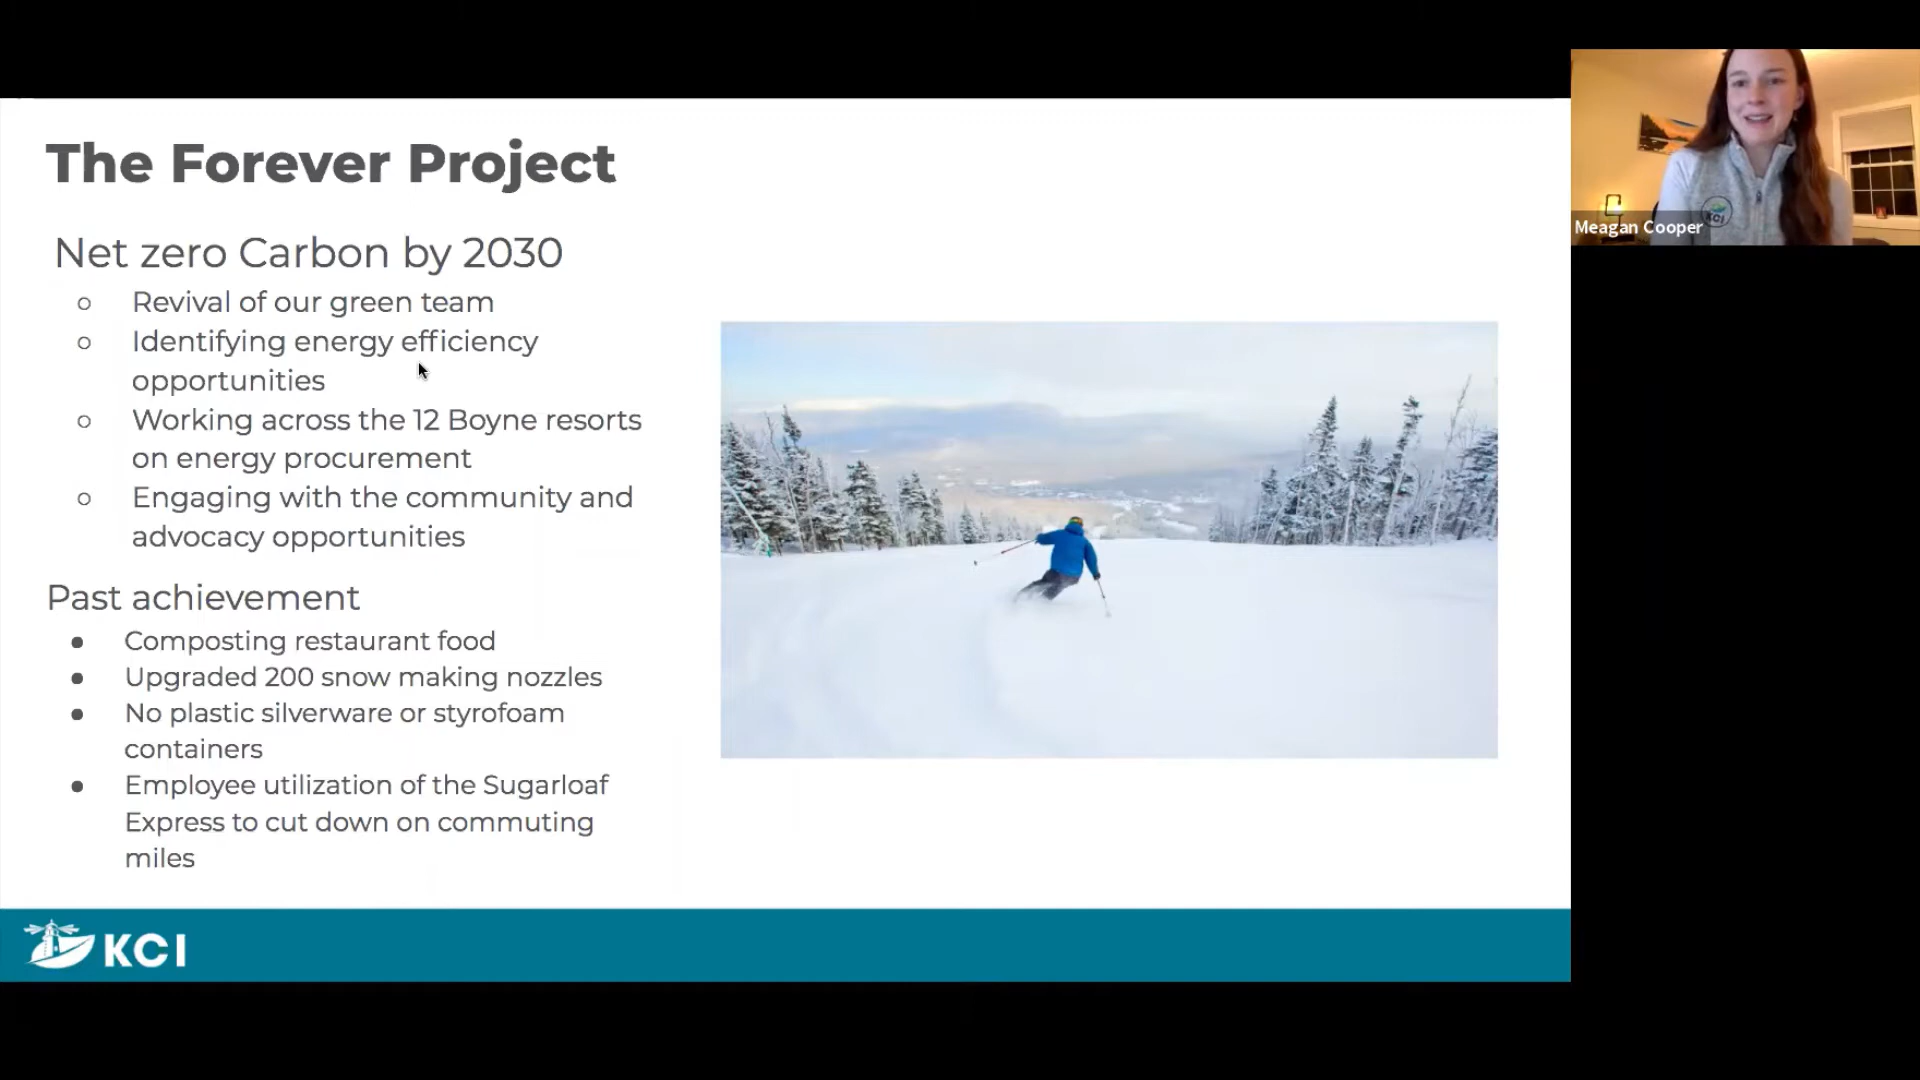 The Forever Project
Net zero Carbon by 2030
Revival of our green team
Identifying energy efficiency
opportunities
Working across the 12 Boyne resorts
on energy procurement
Engaging with the community and
advocacy opportunities
Past achievement
Composting restaurant food
Upgraded 200 snow making nozzles
No plastic silverware or styrofoam
containers
Employee utilization of the Sugarloaf
Express to cut down on commuting
miles
KCI
KCI
Meagan Cooper